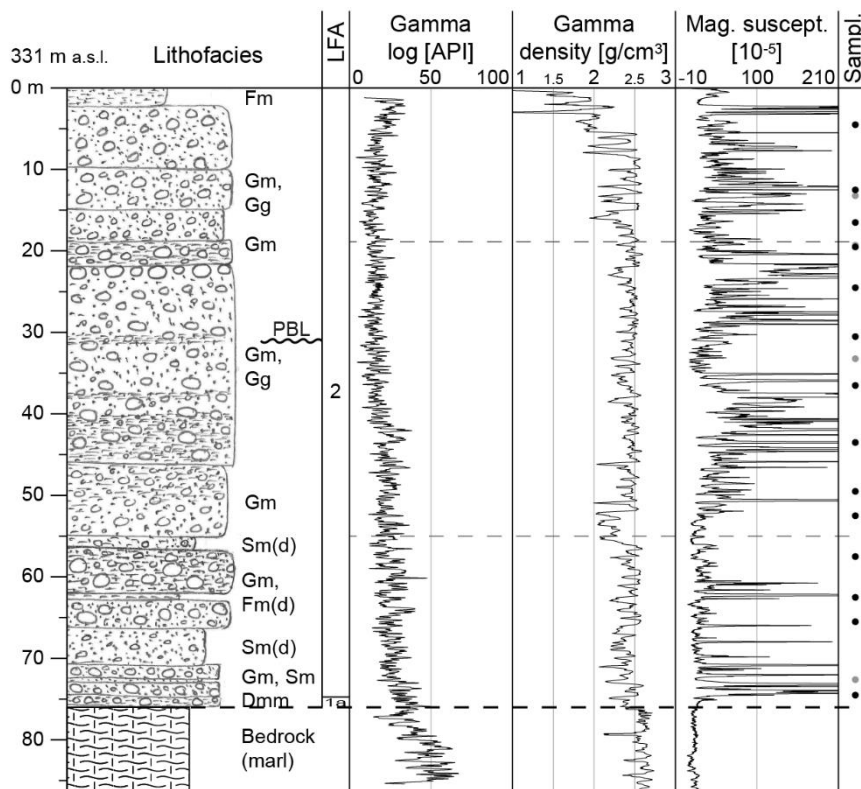 331 m a.s.l.
Lithofacies
LFA
Gamma
log [API]
0 50 100
Gamma
density [g/cm³]
1 1.5 2 2.5 3
Mag. suscept.
[10⁻⁵]
-10 100 210
Sampl.
0 m
10
20
30
40
50
60
70
80
Fm
Gm,
Gg
Gm
PBL
Gm,
Gg
Gm
Sm(d)
Gm,
Fm(d)
Sm(d)
Gm, Sm
Dmm
Bedrock
(marl)
2
1a